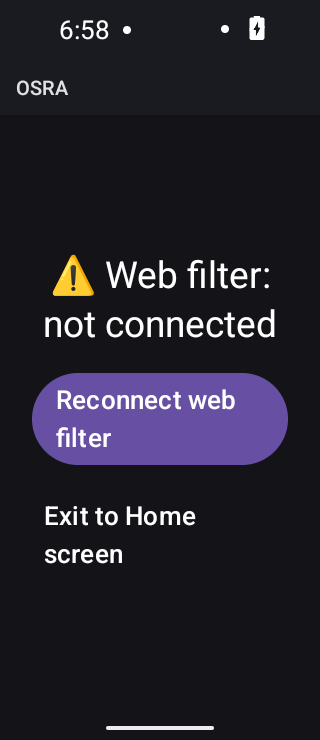 6:58
OSRA
⚠️ Web filter:
not connected
Reconnect web
filter
Exit to Home
screen